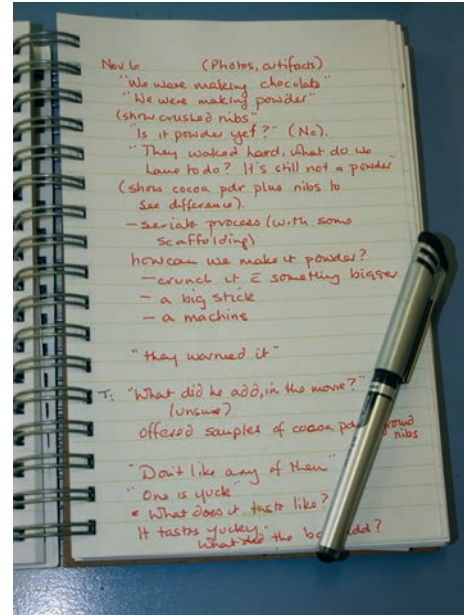 Nov 6 (Photos, artifacts)
"We were making chocolate"
"We were making powder"
(show crushed nibs"
"Is it powder yet?" (No).
"They waked hard, what do we
have to do? It's still not a powder"
(show cocoa pdr plus nibs to
see difference).
- seriate process (with some
scaffolding)
how can we make it powder?
- crunch it c̄ something bigger
- a big stick
- a machine
"they warmed it"
T: "What did he add, in the movie?"
(unsure)
offered samples of cocoa pdr ground
nibs
"Don't like any of them"
"One is yuck"
• What does it taste like?
It tastes yucky.
What did the add?